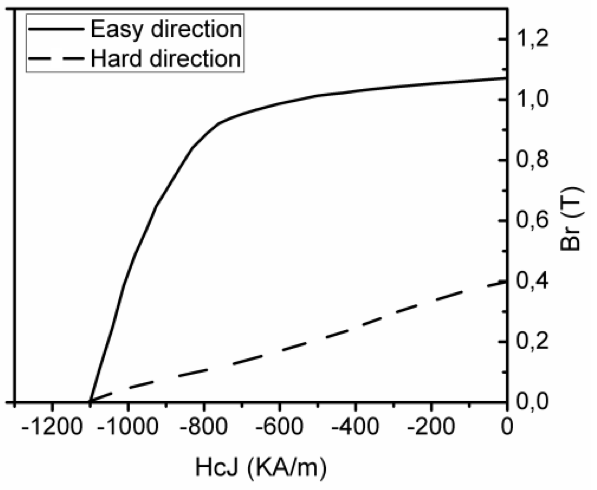 Easy direction
Hard direction
1,2
1,0
0,8
0,6
0,4
0,2
0,0
Br (T)
-1200 -1000 -800 -600 -400 -200 0
HcJ (KA/m)